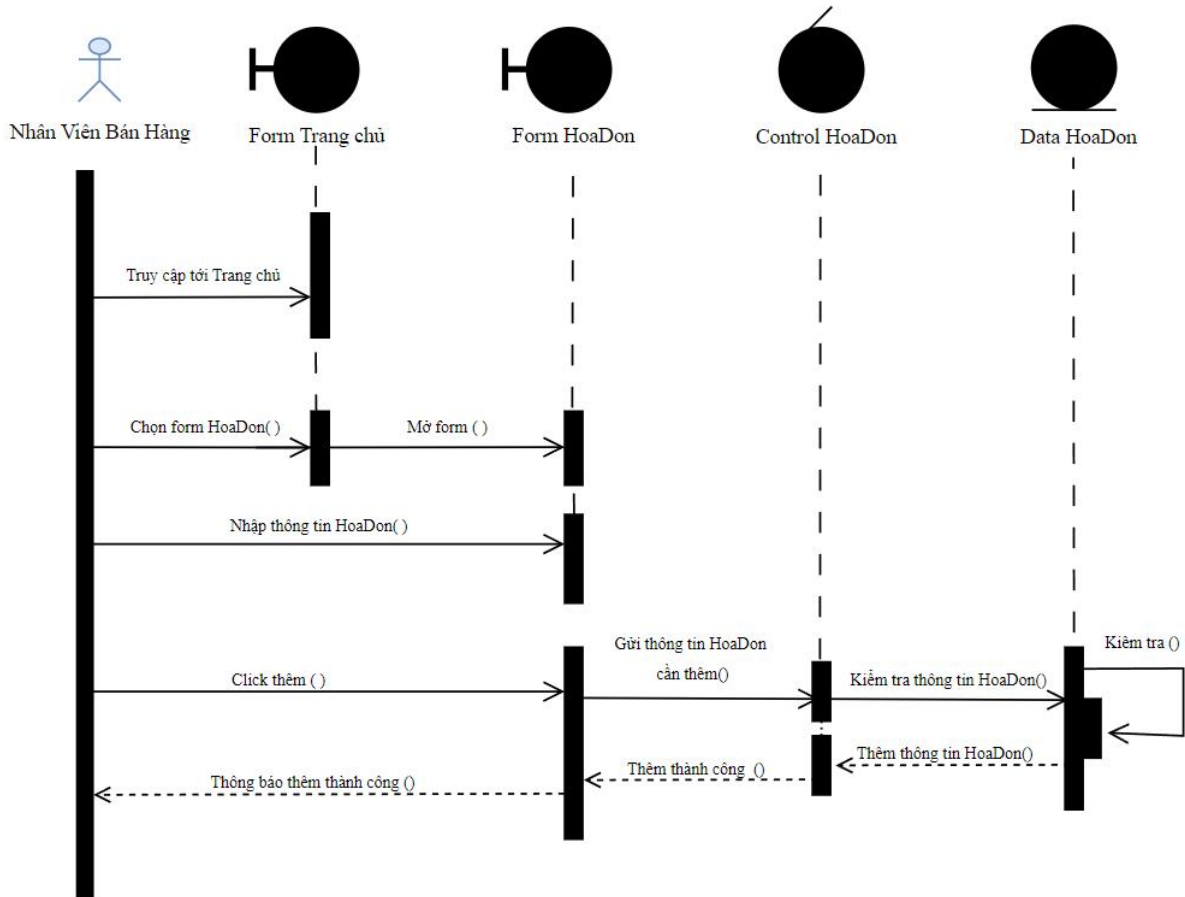 Nhân Viên Bán Hàng
Form Trang chủ
Form HoaDon
Control HoaDon
Data HoaDon
Truy cập tới Trang chủ
Chọn form HoaDon( )
Mở form ( )
Nhập thông tin HoaDon( )
Click thêm ( )
Gửi thông tin HoaDon
cần thêm()
Kiểm tra thông tin HoaDon()
Kiêm tra ()
Thêm thông tin HoaDon()
Thêm thành công ()
Thông báo thêm thành công ()